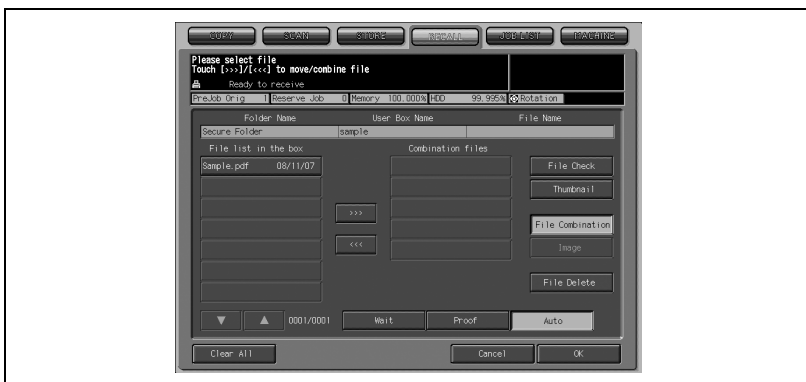 COPY SCAN STORE RECALL JOB LIST MACHINE
Please select file
Touch [>>>]/[<<<] to move/combine file
Ready to receive
PreJob Orig 1 Reserve Job 0 Memory 100.000% HDD 99.995% Rotation
Folder Name User Box Name File Name
Secure Folder sample
File list in the box Combination files
Sample.pdf 08/11/07 File Check
Thumbnail
>>>
File Combination
<<< Image
File Delete
0001/0001 Wait Proof Auto
Clear All Cancel OK